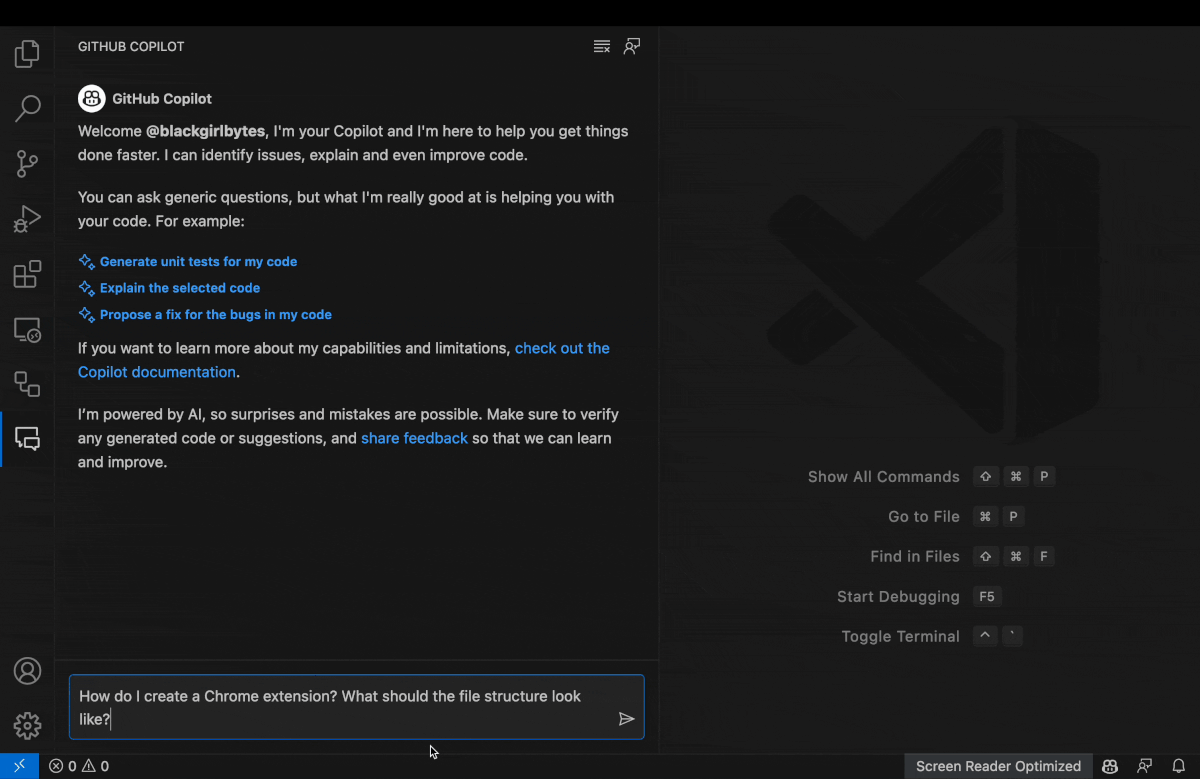 GITHUB COPILOT
GitHub Copilot
Welcome @blackgirlbytes, I'm your Copilot and I'm here to help you get things
done faster. I can identify issues, explain and even improve code.
You can ask generic questions, but what I'm really good at is helping you with
your code. For example:
Generate unit tests for my code
Explain the selected code
Propose a fix for the bugs in my code
If you want to learn more about my capabilities and limitations, check out the
Copilot documentation.
I’m powered by AI, so surprises and mistakes are possible. Make sure to verify
any generated code or suggestions, and share feedback so that we can learn
and improve.
How do I create a Chrome extension? What should the file structure look
like?
Show All Commands ⇧ ⌘ P
Go to File ⌘ P
Find in Files ⇧ ⌘ F
Start Debugging F5
Toggle Terminal ^ `
0 0
Screen Reader Optimized